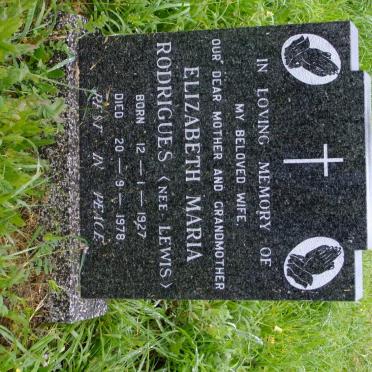 IN LOVING MEMORY OF
MY BELOVED WIFE
OUR DEAR MOTHER AND GRANDMOTHER
ELIZABETH MARIA
RODRIGUES (NEE LEWIS)
BORN 12 — 1 — 1927
DIED 20 — 9 — 1978
REST IN PEACE